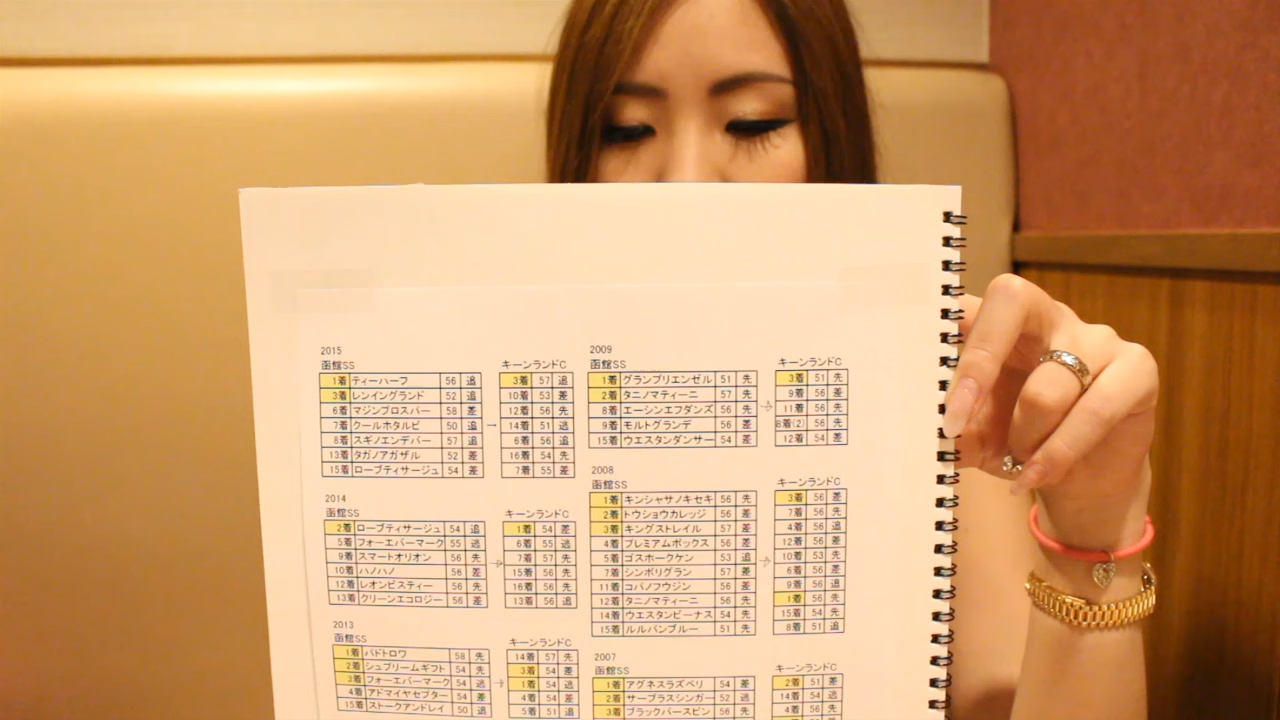 2015
函館SS キーンランドC
1着 ティーハーフ 56 追 3着 57 追
3着 レンイングランド 52 追 10着 53 差
6着 マジンプロスパー 58 差 12着 56 先
7着 クールホタルビ 50 追 → 14着 51 逃
8着 スギノエンデバー 57 追 6着 56 追
13着 タガノアガザル 52 差 16着 54 先
15着 ローブティサージュ 54 差 7着 55 差
2014
函館SS キーンランドC
2着 ローブティサージュ 54 追 1着 54 差
5着 フォーエバーマーク 55 逃 6着 55 逃
9着 スマートオリオン 56 先 → 7着 57 先
10着 ハノハノ 56 差 15着 56 先
12着 レオンビスティー 56 先 16着 56 先
13着 クリーンエコロジー 56 差 13着 56 追
2013
函館SS キーンランドC
1着 パドトロワ 58 先 14着 57 先
2着 シュプリームギフト 54 先 3着 54 差
3着 フォーエバーマーク 54 逃 → 1着 54 逃
4着 アドマイヤセプター 54 差 4着 54 差
15着 ストークアンドレイ 50 追 5着 51 追
2009
函館SS キーンランドC
1着 グランプリエンゼル 51 先 3着 51 先
2着 タニノマティーニ 57 先 9着 56 差
8着 エーシンエフダンズ 56 先 → 11着 56 先
9着 モルトグランデ 56 差 8着(2) 56 先
15着 ウエスタンダンサー 54 差 12着 54 差
2008
函館SS キーンランドC
1着 キンシャサノキセキ 56 先 3着 56 差
2着 トウショウカレッジ 56 差 7着 56 先
3着 キングストレイル 57 差 4着 56 追
4着 プレミアムボックス 56 差 12着 56 差
5着 ゴスホークケン 53 追 → 10着 53 先
7着 シンボリグラン 57 差 6着 56 差
11着 コパノフウジン 56 差 9着 56 追
12着 タニノマティーニ 56 先 1着 56 先
14着 ウエスタンビーナス 54 先 15着 54 先
15着 ルルパンブルー 51 先 8着 51 追
2007
函館SS キーンランドC
1着 アグネスラズベリ 54 差 2着 51 差
2着 サープラスシンガー 52 逃 14着 54 逃
3着 ブラックバースピン 56 先 4着 56 先